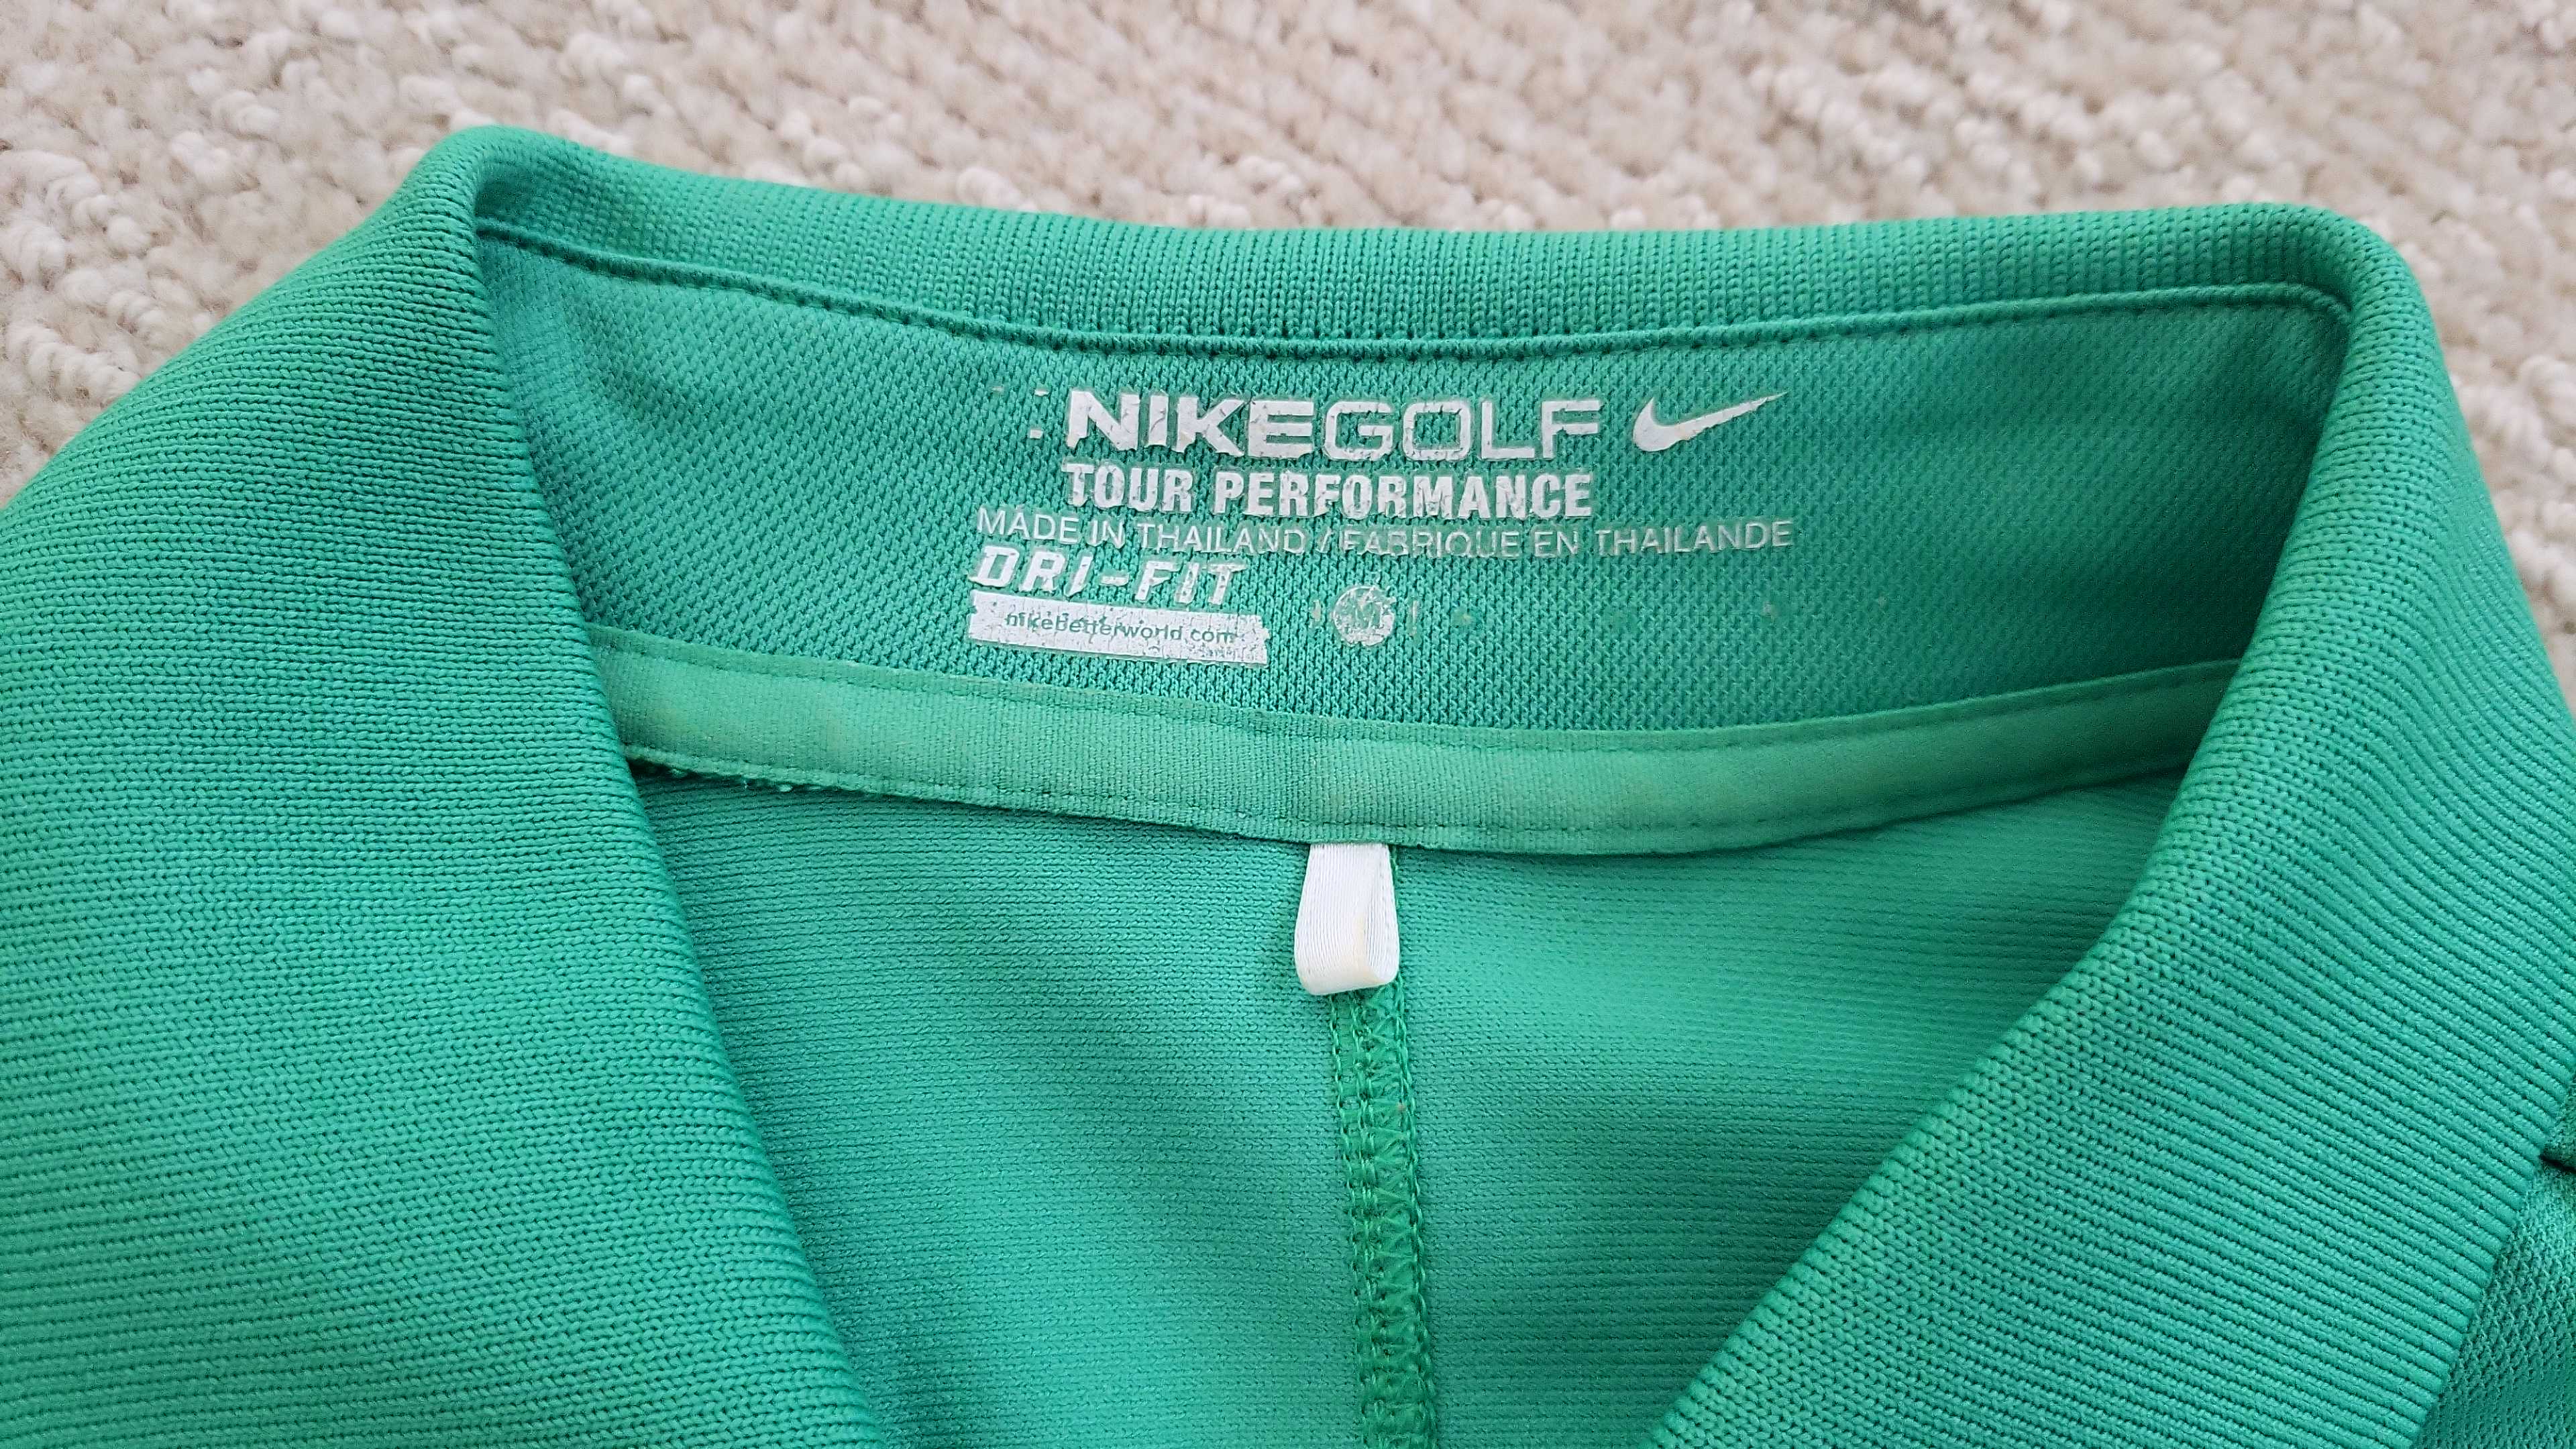 NIKEGOLF
TOUR PERFORMANCE
MADE IN THAILAND / FABRIQUE EN THAILANDE
DRI-FIT
nikebetterworld.com
M